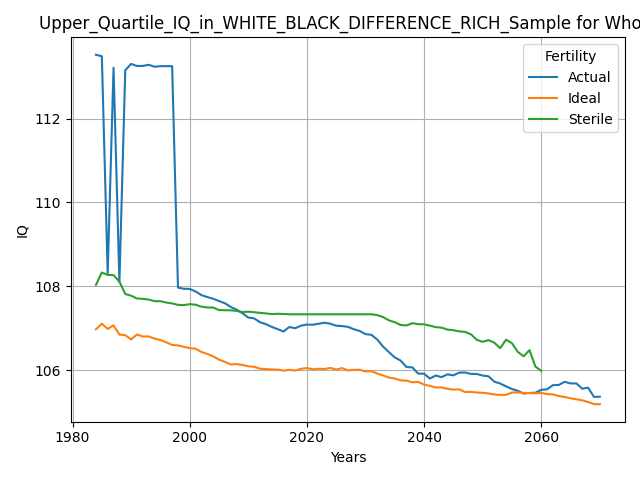 Upper_Quartile_IQ_in_WHITE_BLACK_DIFFERENCE_RICH_Sample for Who
Fertility
Actual
Ideal
Sterile
112
110
108
106
IQ
1980
2000
2020
2040
2060
Years